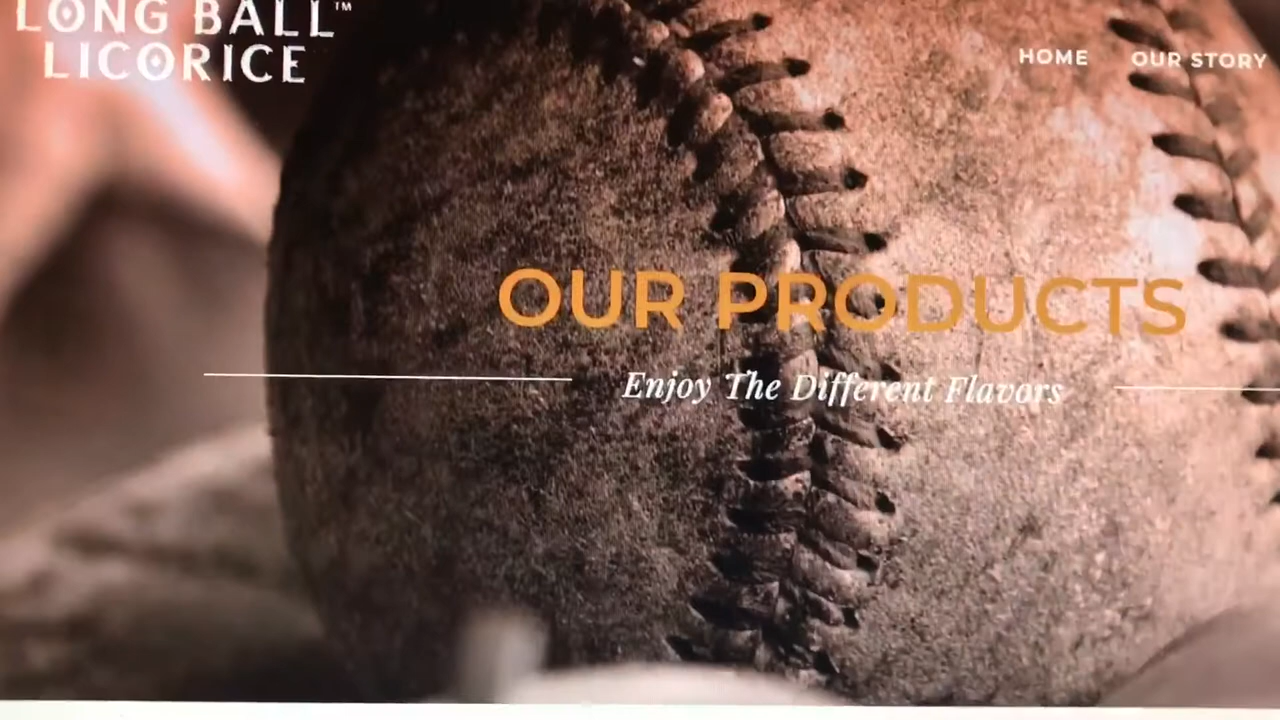 LONG BALL™
LICORICE
HOME OUR STORY
OUR PRODUCTS
Enjoy The Different Flavors